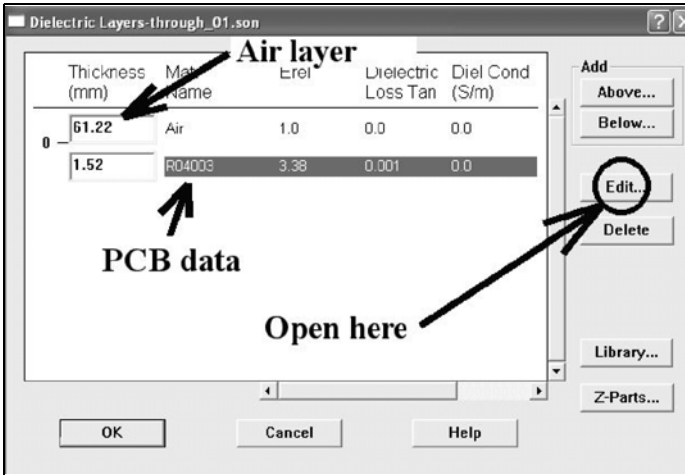 Dielectric Layers-through_01.son
Air layer
Thickness Mat Erel Dielectric Diel Cond
(mm) Name Loss Tan (S/m)
61.22 Air 1.0 0.0 0.0
0
1.52 R04003 3.38 0.001 0.0
PCB data
Open here
Add
Above...
Below...
Edit...
Delete
Library...
Z-Parts...
OK Cancel Help